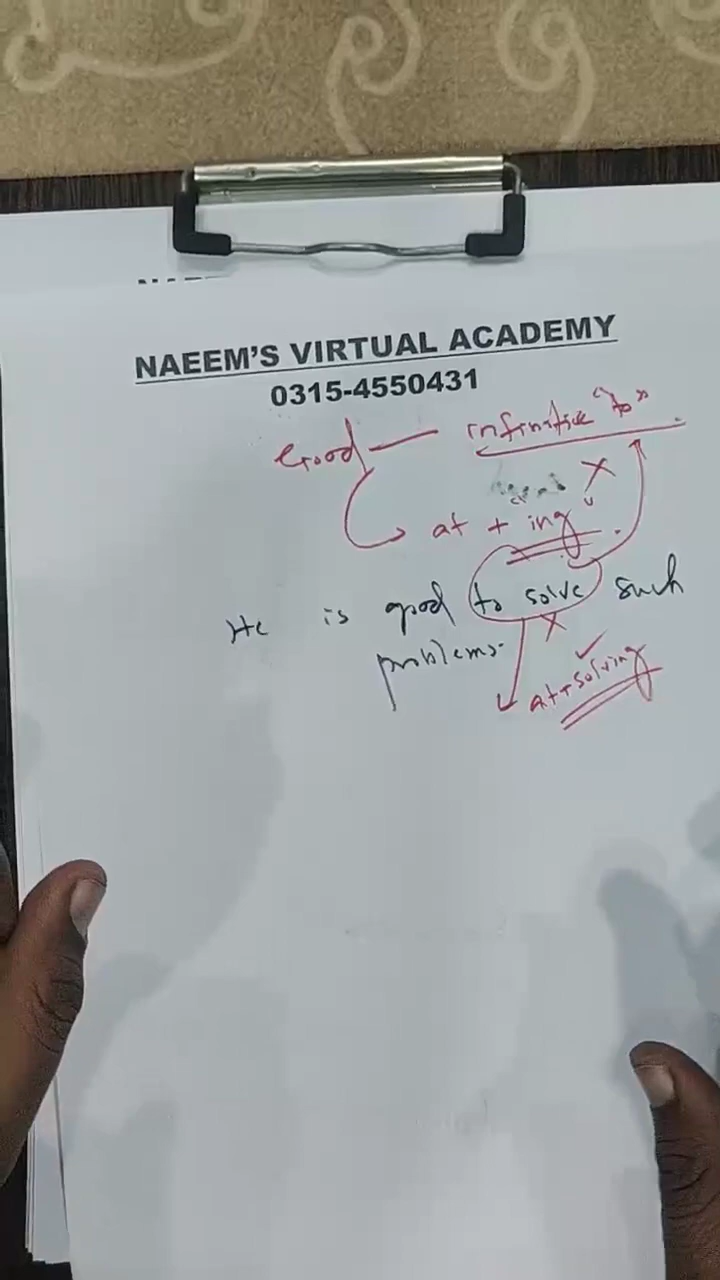 NAEEM'S VIRTUAL ACADEMY
0315-4550431
Good — infinitive "to".
X
at + "ing".
He is good to solve such
X
problems.
✓
at+solving